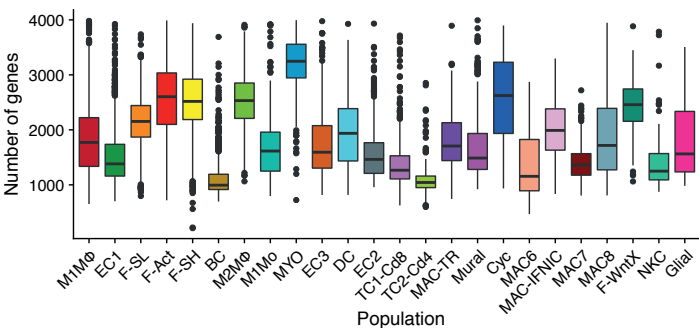 Number of genes
4000
3000
2000
1000
M1MΦ
EC1
F-SL
F-Act
F-SH
BC
M2MΦ
M1Mo
MYO
EC3
DC
EC2
TC1-Cd8
TC2-Cd4
MAC-TR
Mural
Cyc
MAC6
MAC-IFNIC
MAC7
MAC8
F-WntX
NKC
Glial
Population